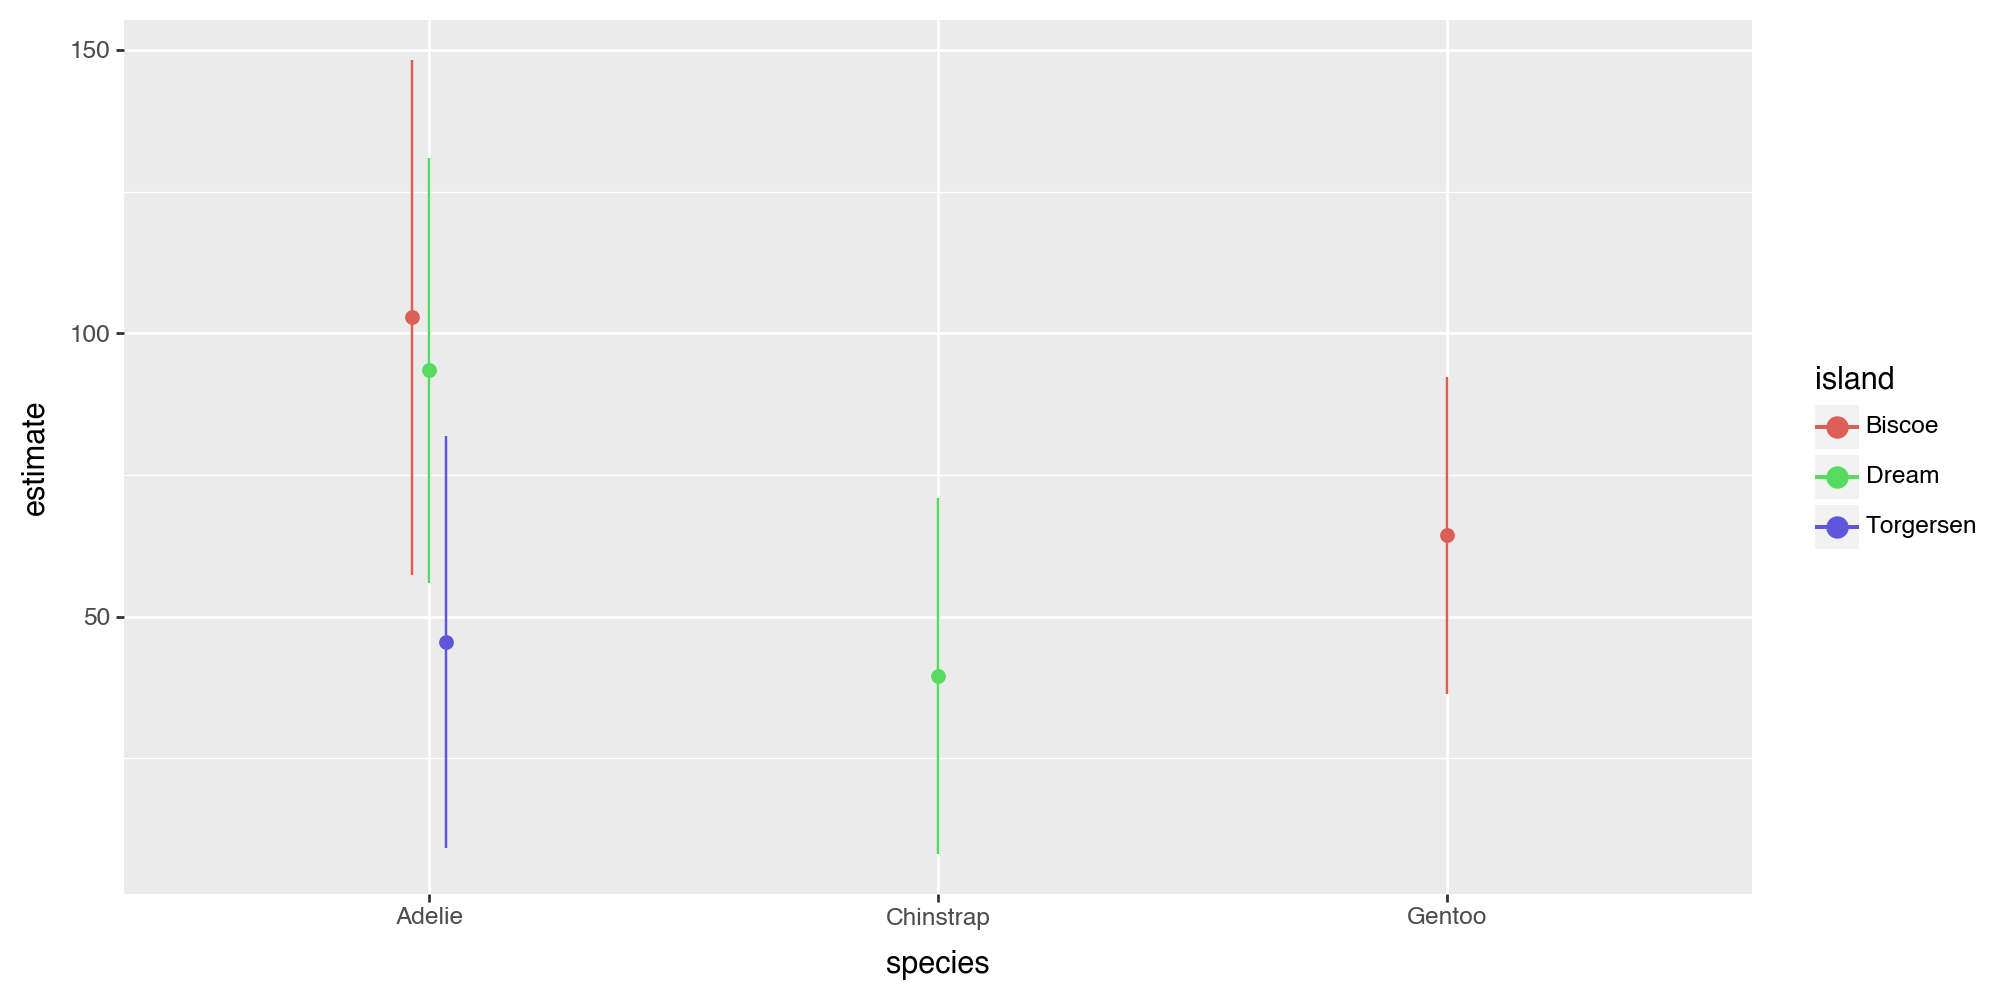 150
100
50
estimate
Adelie
Chinstrap
Gentoo
species
island
Biscoe
Dream
Torgersen